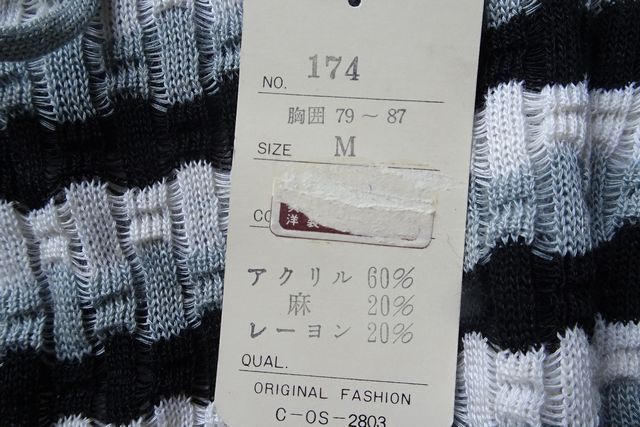 NO. 174
胸囲 79～87
SIZE M
CO
洋装
アクリル 60%
麻 20%
レーヨン 20%
QUAL.
ORIGINAL FASHION
C-OS-2803